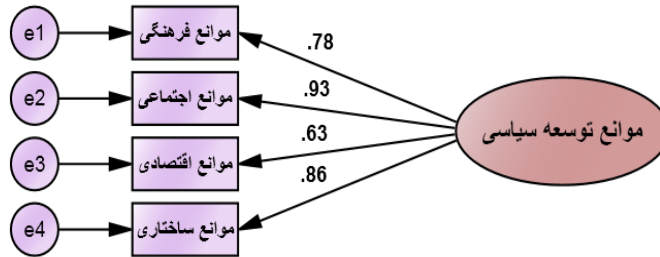 e1
موانع فرهنگی
.78
e2
موانع اجتماعی
.93
موانع توسعه سیاسی
e3
موانع اقتصادی
.63
e4
موانع ساختاری
.86